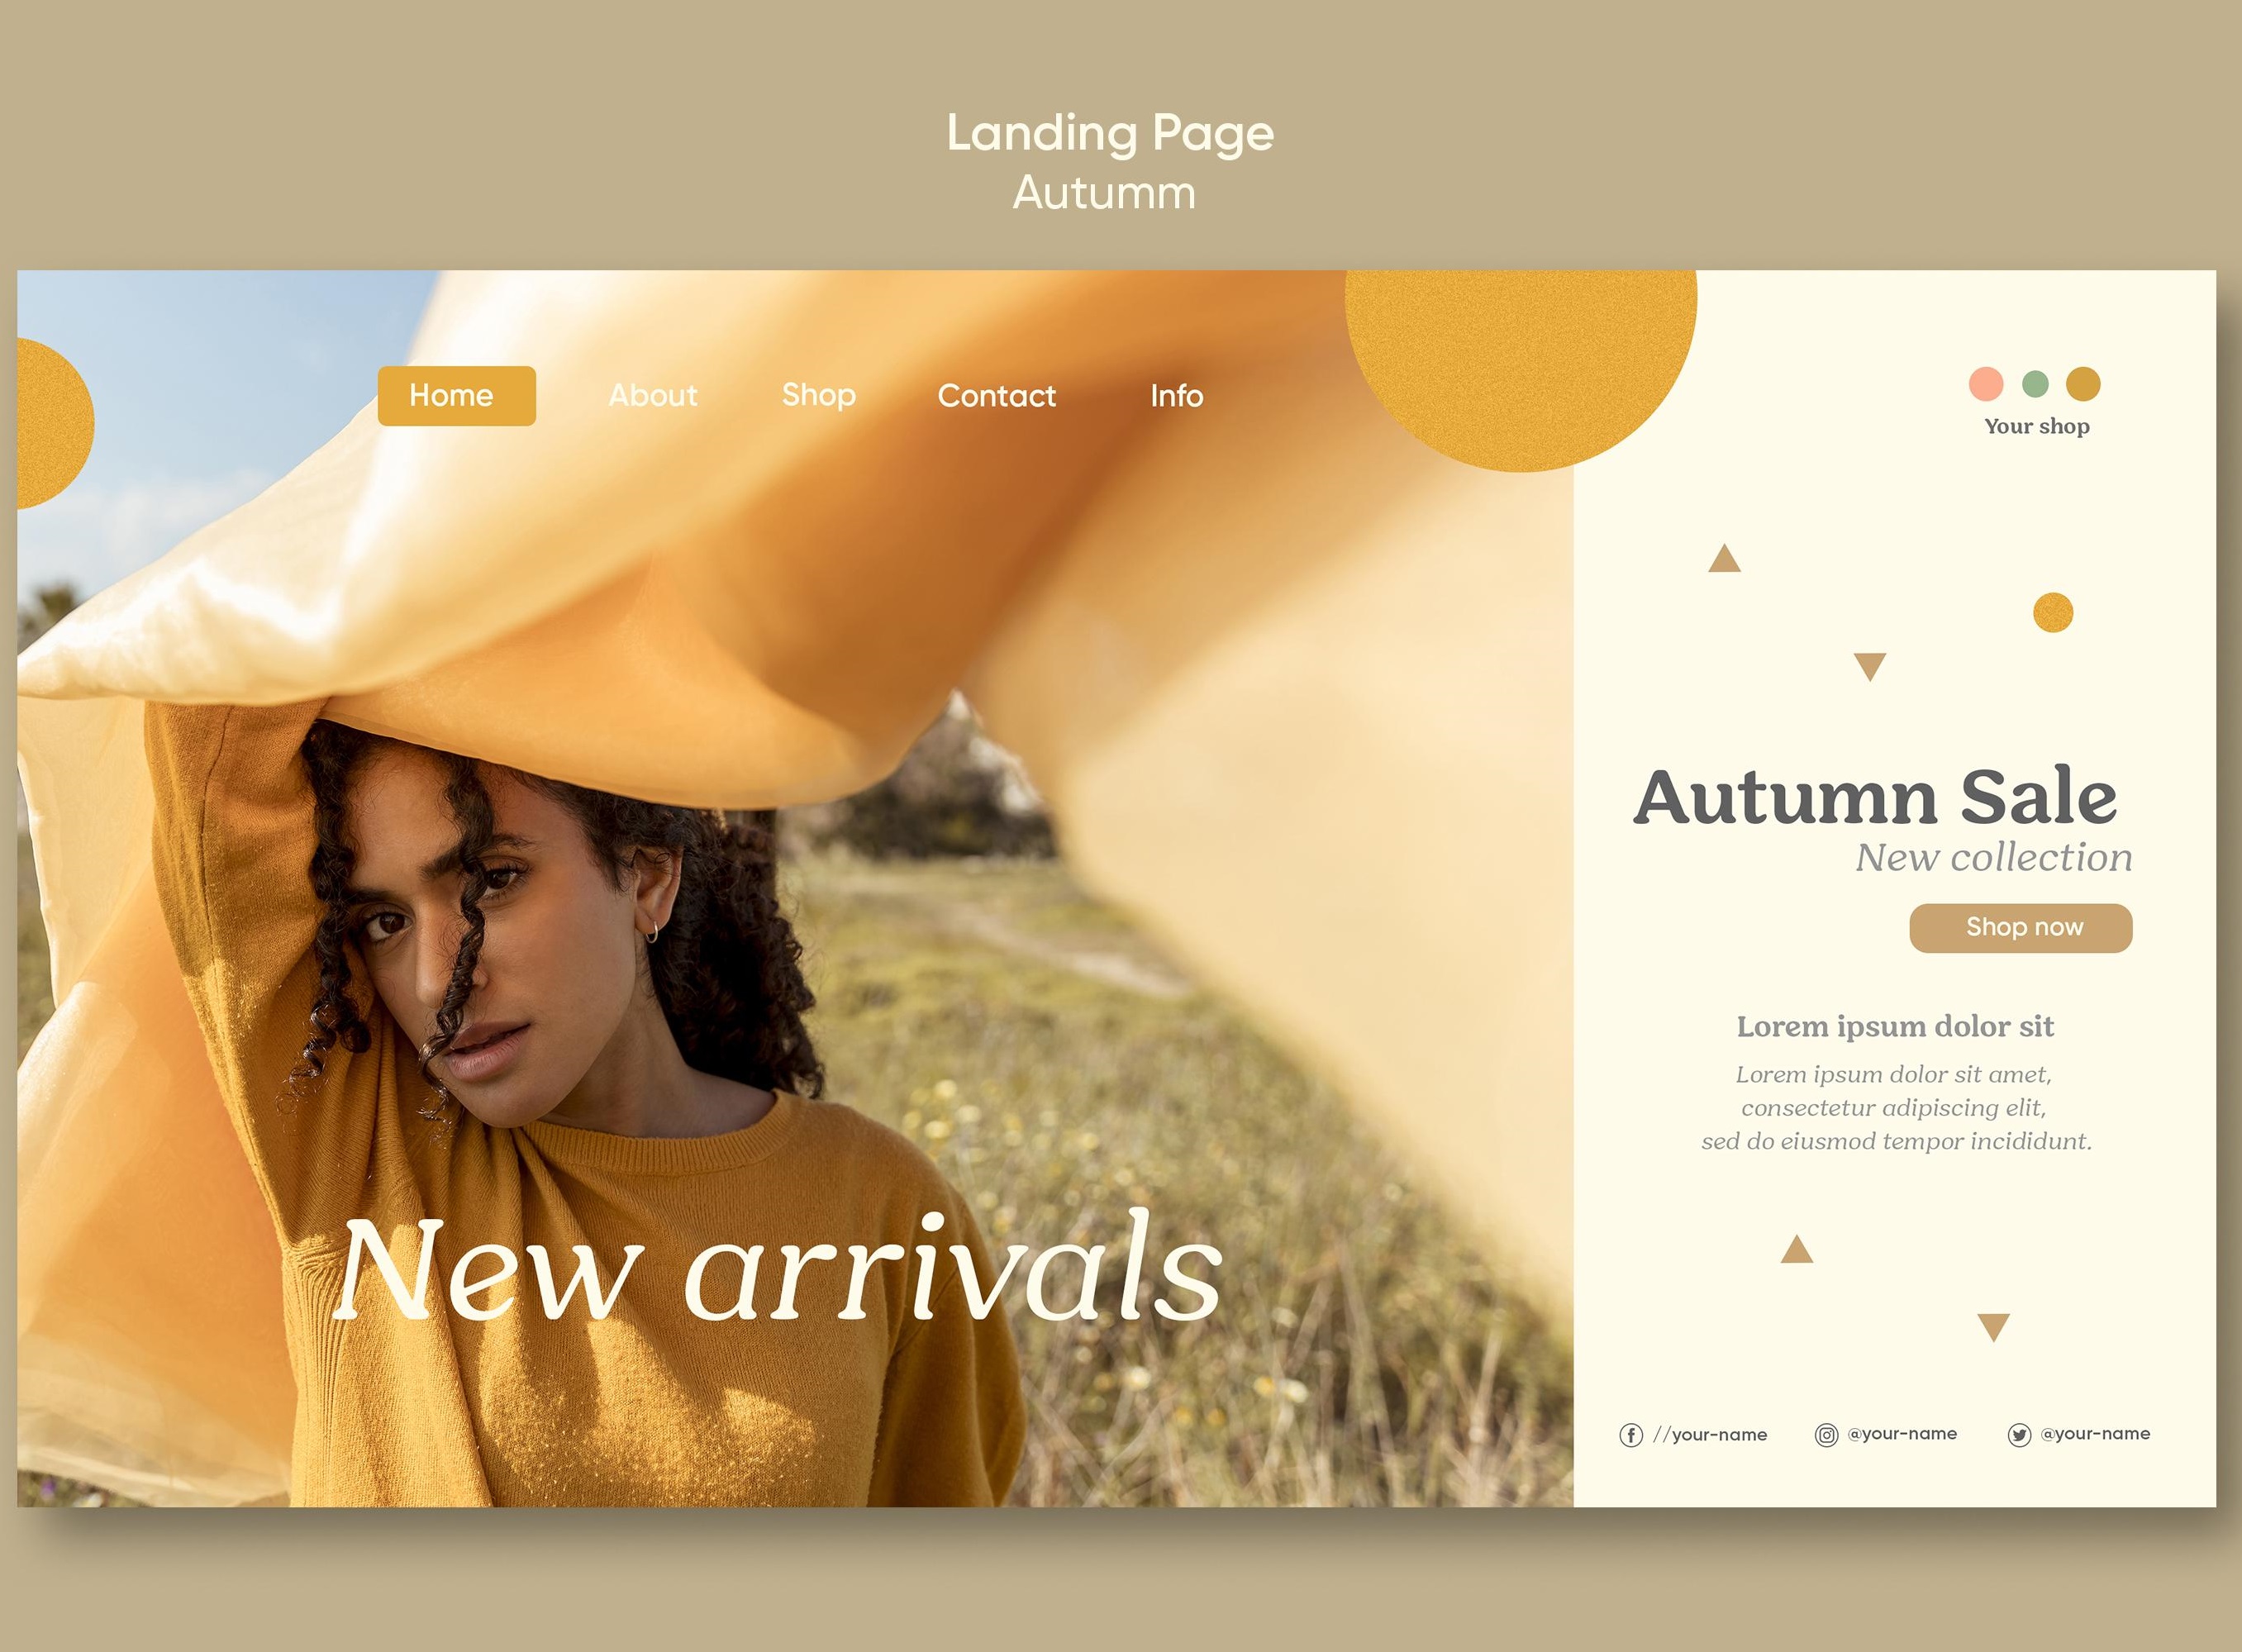 Landing Page
Autumm
Home About Shop Contact Info
Your shop
Autumn Sale
New collection
Shop now
Lorem ipsum dolor sit
Lorem ipsum dolor sit amet,
consectetur adipiscing elit,
sed do eiusmod tempor incididunt.
New arrivals
//your-name @your-name @your-name